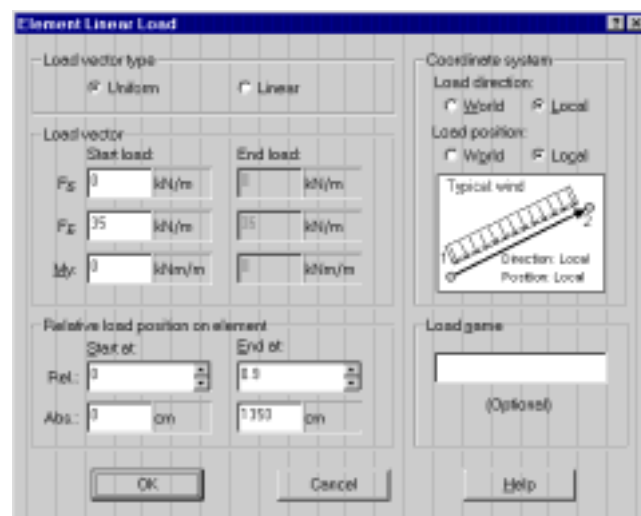 Element Linear Load
Load vector type
Uniform
Linear
Load vector
Start load:
End load:
0 kN/m
0 kN/m
35 kN/m
35 kN/m
My: 0 kNm/m
0 kNm/m
Relative load position on element
Start at:
End at:
Rel.: 0
0.9
Abs.: 0 cm
1350 cm
OK
Cancel
Coordinate system
Load direction:
World
Local
Load position:
World
Local
Typical wind
1
2
Direction: Local
Position: Local
Load name
(Optional)
Help